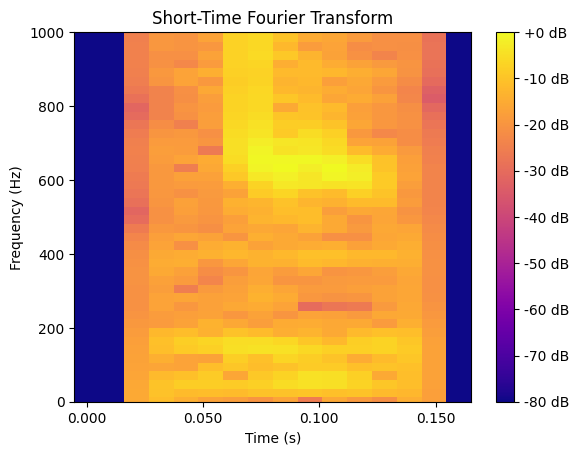 Short-Time Fourier Transform
1000
800
600
400
200
0
Frequency (Hz)
0.000
0.050
0.100
0.150
Time (s)
+0 dB
-10 dB
-20 dB
-30 dB
-40 dB
-50 dB
-60 dB
-70 dB
-80 dB